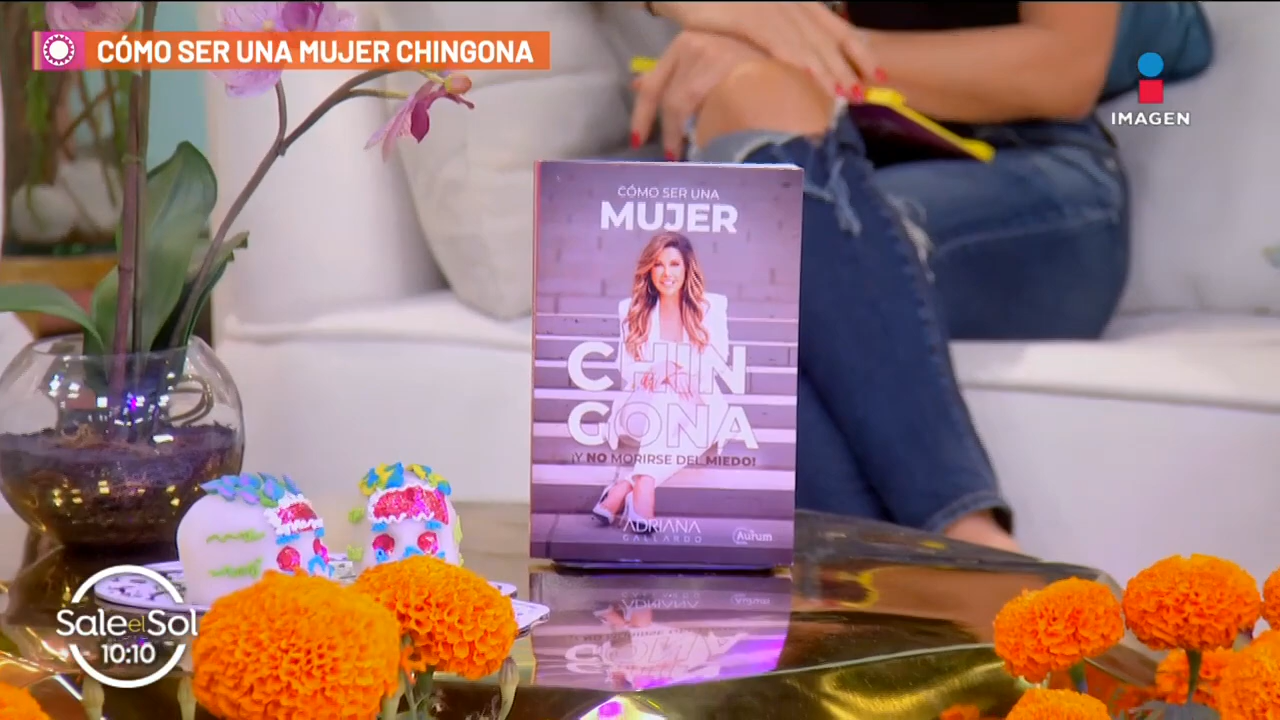 CÓMO SER UNA MUJER CHINGONA
IMAGEN
CÓMO SER UNA
MUJER
CHIN
GONA
¡Y NO MORIRSE DEL MIEDO!
ADRIANA
GALLARDO
Aurum
Sale el Sol
10:10
ADRIANA